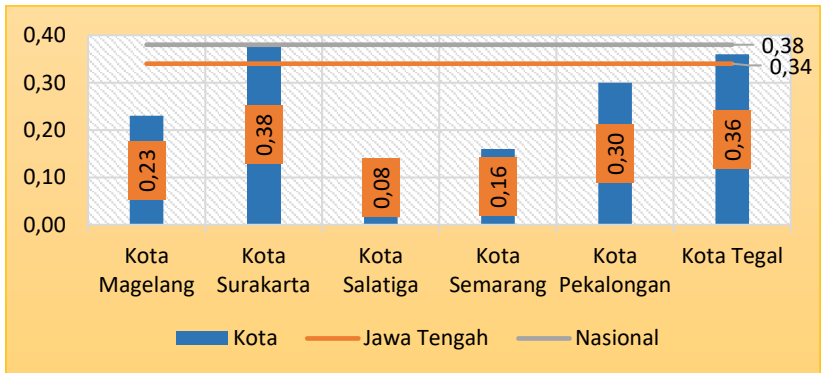 0,40
0,30
0,20
0,10
0,00
0,38
0,34
0,23
0,38
0,08
0,16
0,30
0,36
Kota Magelang
Kota Surakarta
Kota Salatiga
Kota Semarang
Kota Pekalongan
Kota Tegal
Kota
Jawa Tengah
Nasional